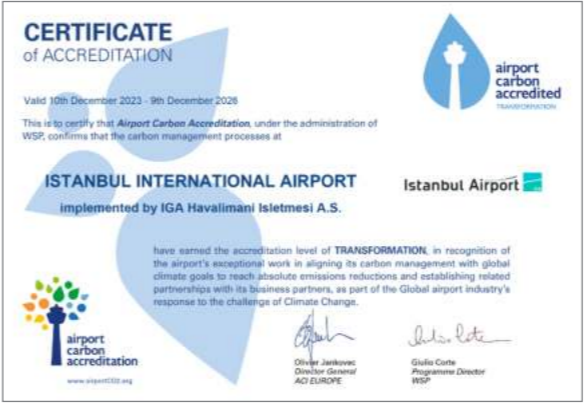 CERTIFICATE
of ACCREDITATION
airport
carbon
accredited
TRANSFORMATION
Valid 10th December 2023 - 9th December 2026
This is to certify that Airport Carbon Accreditation, under the administration of
WSP, confirms that the carbon management processes at
ISTANBUL INTERNATIONAL AIRPORT
Istanbul Airport
implemented by IGA Havalimani Isletmesi A.S.
have earned the accreditation level of TRANSFORMATION, in recognition of
the airport's exceptional work in aligning its carbon management with global
climate goals to reach absolute emissions reductions and establishing related
partnerships with its business partners, as part of the Global airport industry's
response to the challenge of Climate Change.
airport
carbon
accreditation
www.airportCO2.org
Olivier Jankovec
Director General
ACI EUROPE
Giulio Corte
Programme Director
WSP